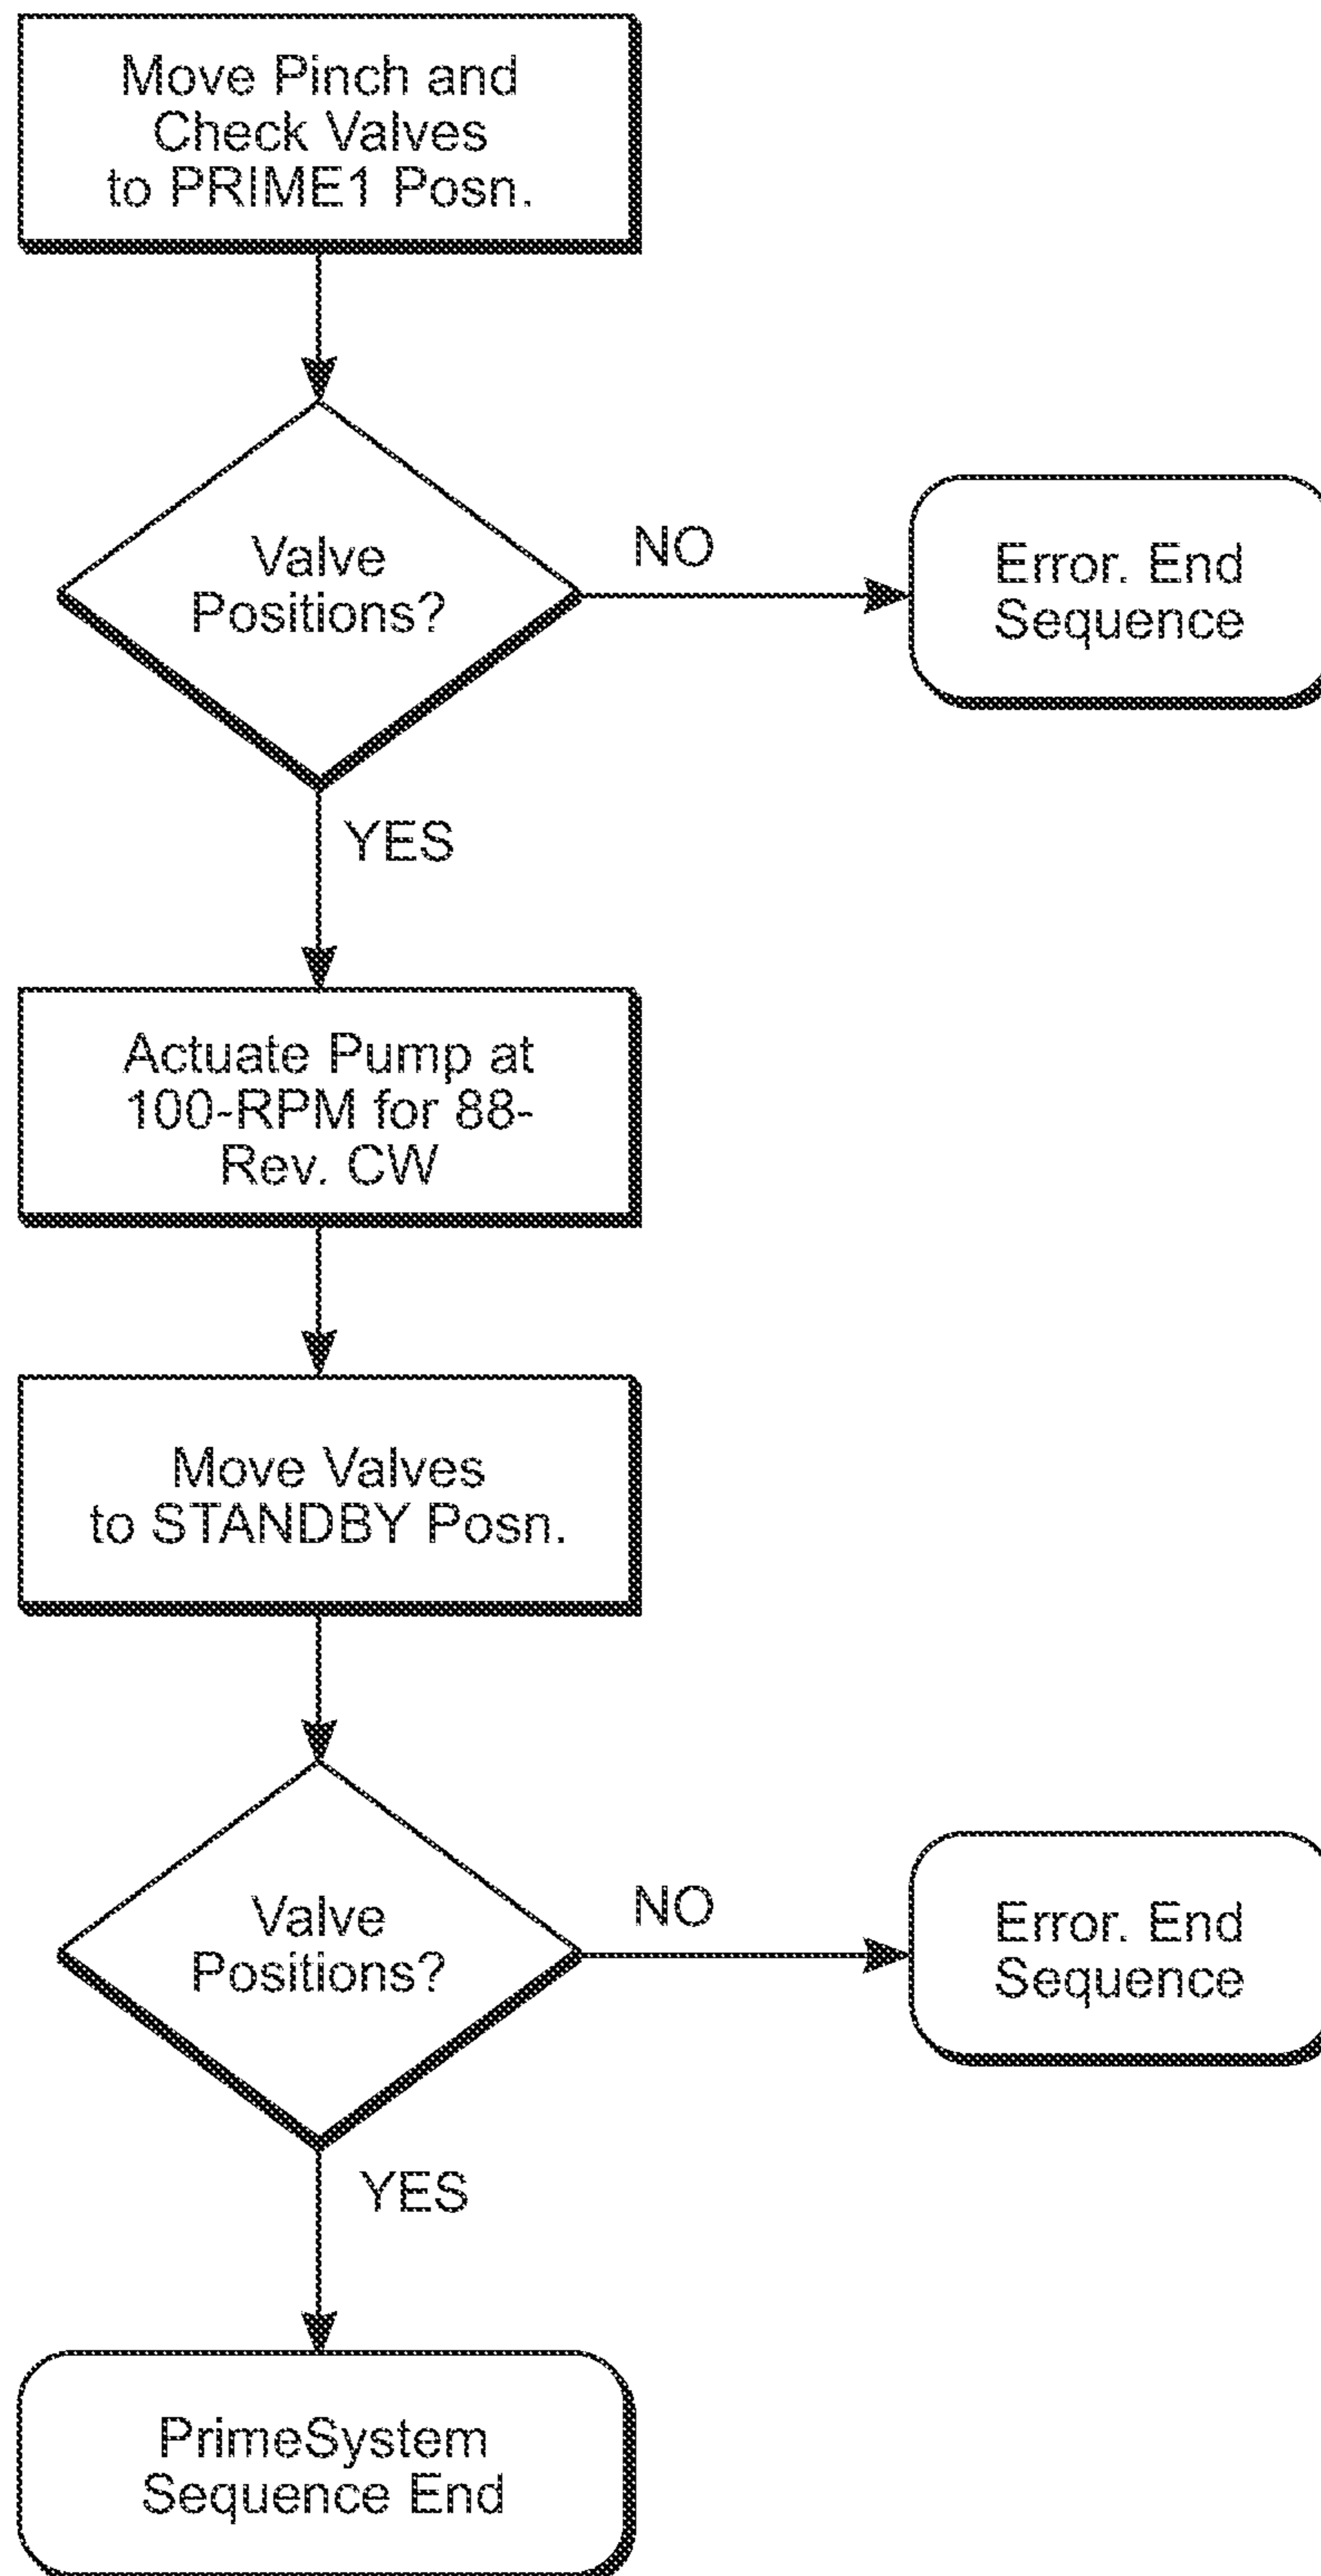 Move Pinch and
Check Valves
to PRIME1 Posn.
Valve
Positions?
NO
Error. End
Sequence
YES
Actuate Pump at
100-RPM for 88-
Rev. CW
Move Valves
to STANDBY Posn.
Valve
Positions?
NO
Error. End
Sequence
YES
PrimeSystem
Sequence End